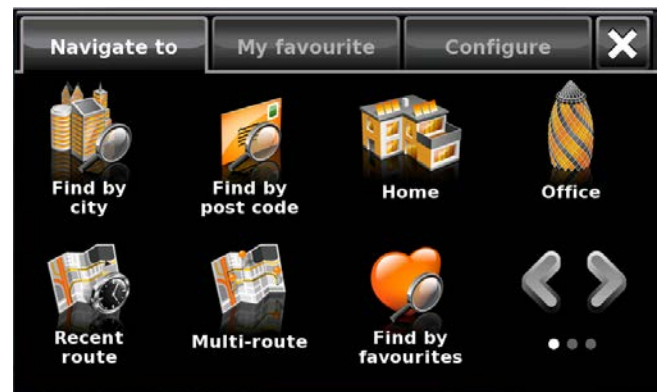 Navigate to
My favourite
Configure
Find by
city
Find by
post code
Home
Office
Recent
route
Multi-route
Find by
favourites